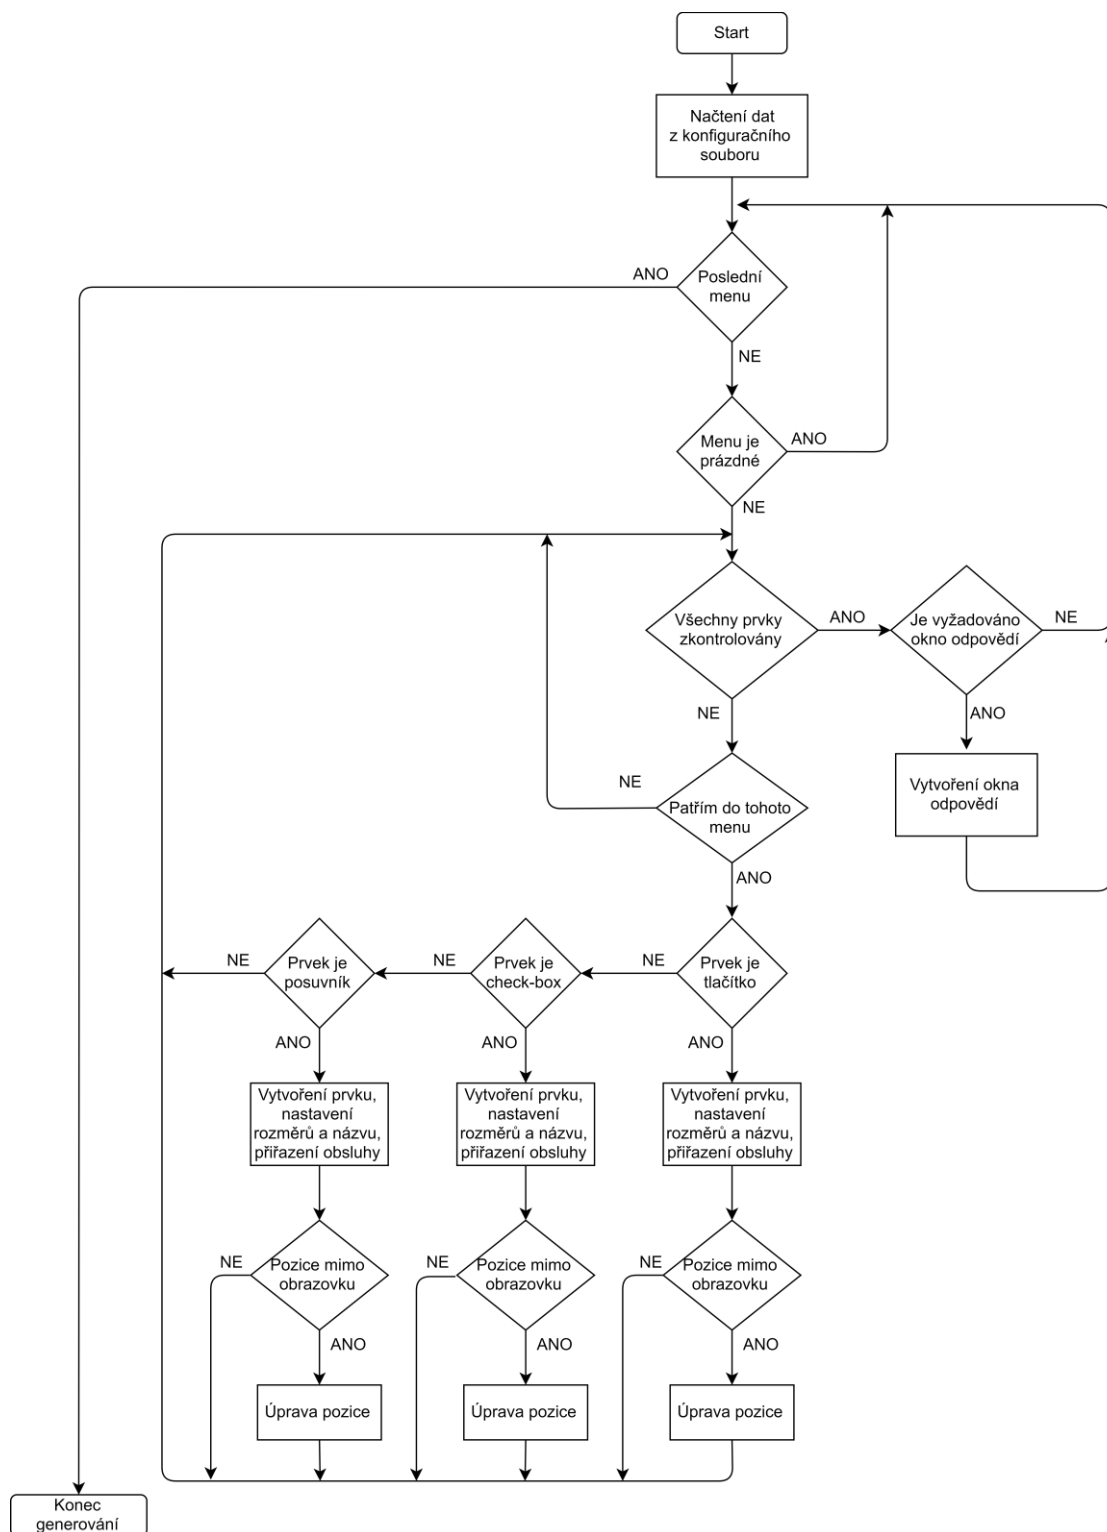 Start
Načtení dat
z konfiguračního
souboru
ANO
Poslední
menu
NE
Menu je
prázdné
ANO
NE
Všechny prvky
zkontrolovány
ANO
Je vyžadováno
okno odpovědí
NE
NE
ANO
Vytvoření okna
odpovědí
NE
Patřím do tohoto
menu
ANO
NE
Prvek je
posuvník
NE
Prvek je
check-box
NE
Prvek je
tlačítko
ANO
ANO
ANO
Vytvoření prvku,
nastavení
rozměrů a názvu,
přiřazení obsluhy
Vytvoření prvku,
nastavení
rozměrů a názvu,
přiřazení obsluhy
Vytvoření prvku,
nastavení
rozměrů a názvu,
přiřazení obsluhy
NE
Pozice mimo
obrazovku
NE
Pozice mimo
obrazovku
NE
Pozice mimo
obrazovku
ANO
ANO
ANO
Úprava pozice
Úprava pozice
Úprava pozice
Konec
generování